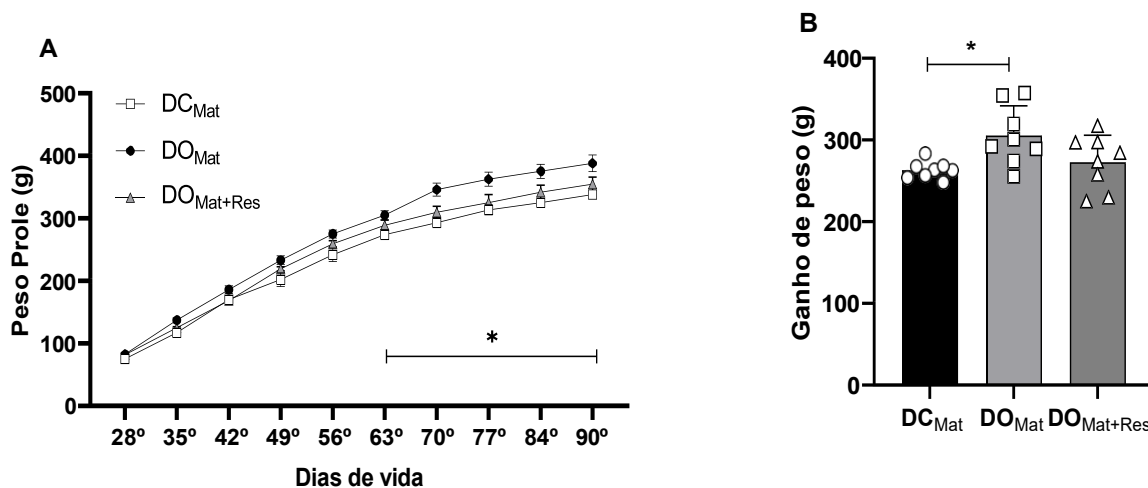 A
Peso Prole (g)
500
400
300
200
100
0
DCMat
DOMat
DOMat+Res
*
28º 35º 42º 49º 56º 63º 70º 77º 84º 90º
Dias de vida
B
Ganho de peso (g)
400
300
200
100
0
*
DCMat DOMat DOMat+Res